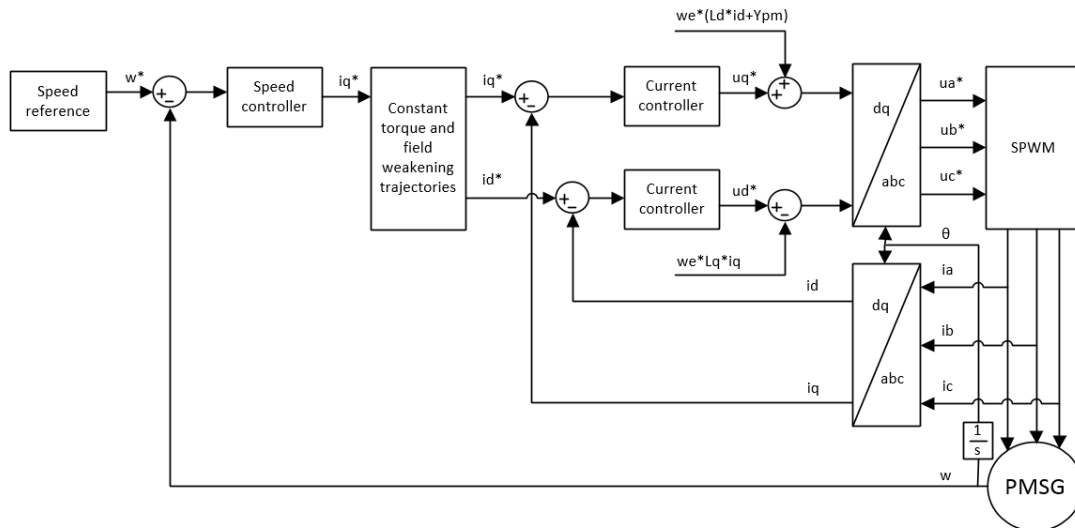 we*(Ld*id+Ypm)
Speed
reference
w*
+
-
Speed
controller
iq*
Constant
torque and
field
weakening
trajectories
iq*
+
-
Current
controller
uq*
+
+
dq
abc
ua*
ub*
uc*
SPWM
id*
+
-
Current
controller
ud*
+
-
we*Lq*iq
θ
id
dq
abc
ia
ib
ic
iq
1
s
w
PMSG